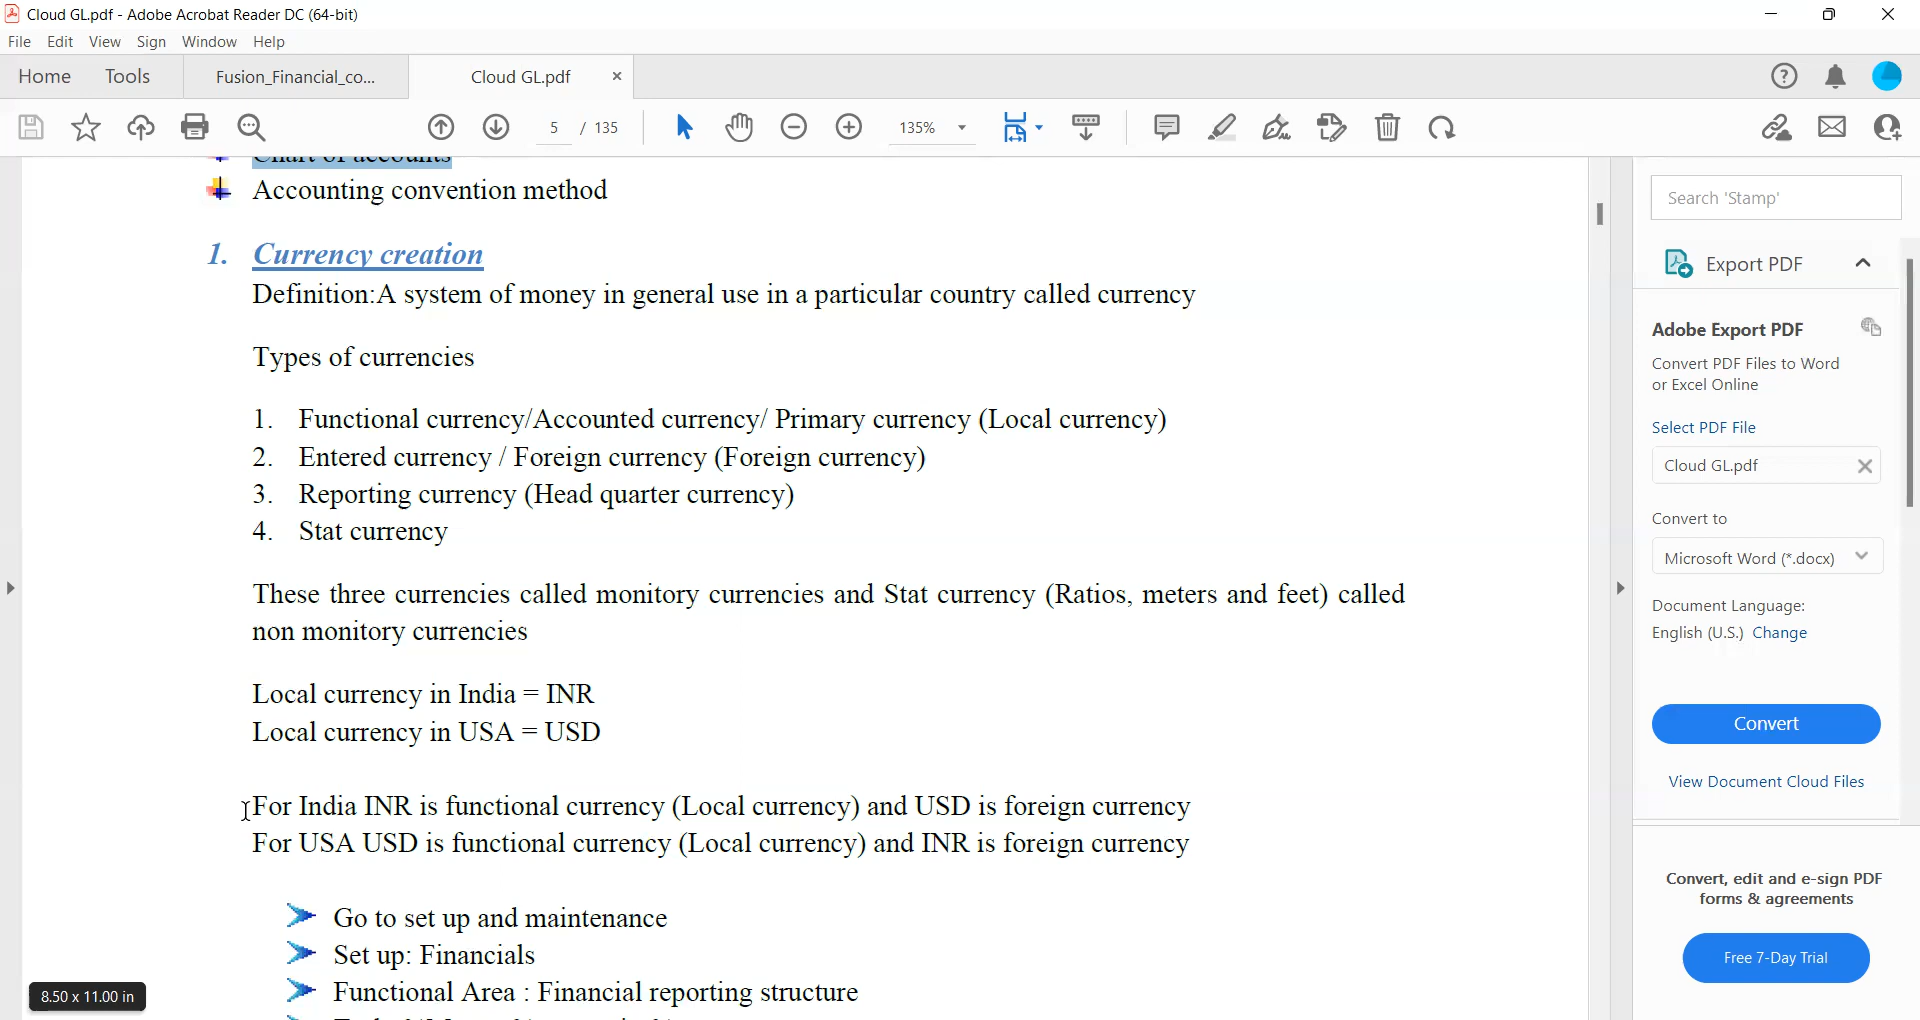 Cloud GL.pdf - Adobe Acrobat Reader DC (64-bit)
File Edit View Sign Window Help
Home Tools Fusion_Financial_co... Cloud GL.pdf
5 / 135 135%
Chart of accounts
Accounting convention method
1. Currency creation
Definition:A system of money in general use in a particular country called currency
Types of currencies
1. Functional currency/Accounted currency/ Primary currency (Local currency)
2. Entered currency / Foreign currency (Foreign currency)
3. Reporting currency (Head quarter currency)
4. Stat currency
These three currencies called monitory currencies and Stat currency (Ratios, meters and feet) called
non monitory currencies
Local currency in India = INR
Local currency in USA = USD
For India INR is functional currency (Local currency) and USD is foreign currency
For USA USD is functional currency (Local currency) and INR is foreign currency
Go to set up and maintenance
Set up: Financials
Functional Area : Financial reporting structure
8.50 x 11.00 in
Search 'Stamp'
Export PDF
Adobe Export PDF
Convert PDF Files to Word
or Excel Online
Select PDF File
Cloud GL.pdf
Convert to
Microsoft Word (*.docx)
Document Language:
English (U.S.) Change
Convert
View Document Cloud Files
Convert, edit and e-sign PDF
forms & agreements
Free 7-Day Trial